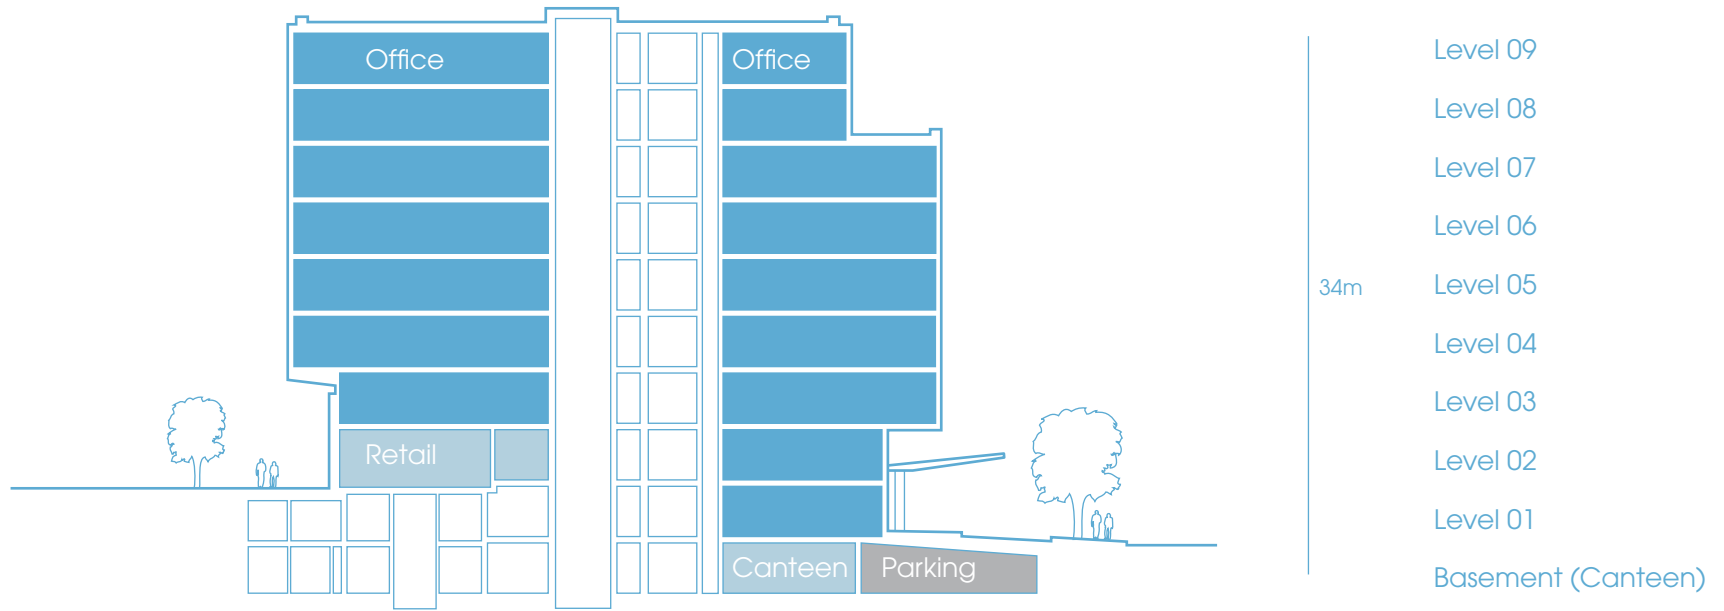 Office
Office
Retail
Canteen
Parking
34m
Level 09
Level 08
Level 07
Level 06
Level 05
Level 04
Level 03
Level 02
Level 01
Basement (Canteen)